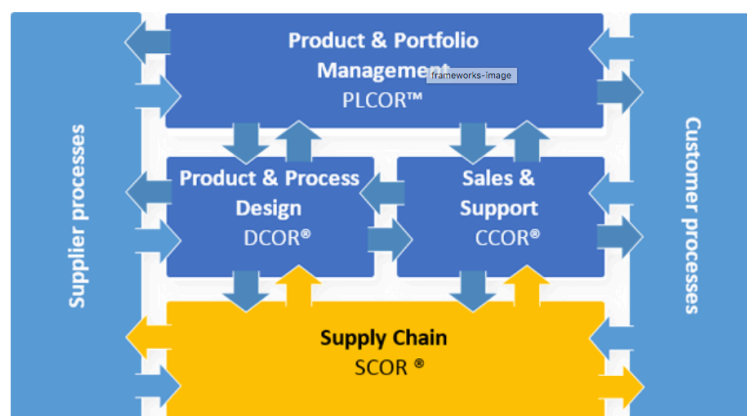 Product & Portfolio
Management
frameworks-image
PLCOR™
Supplier processes
Customer processes
Product & Process
Design
DCOR®
Sales &
Support
CCOR®
Supply Chain
SCOR ®